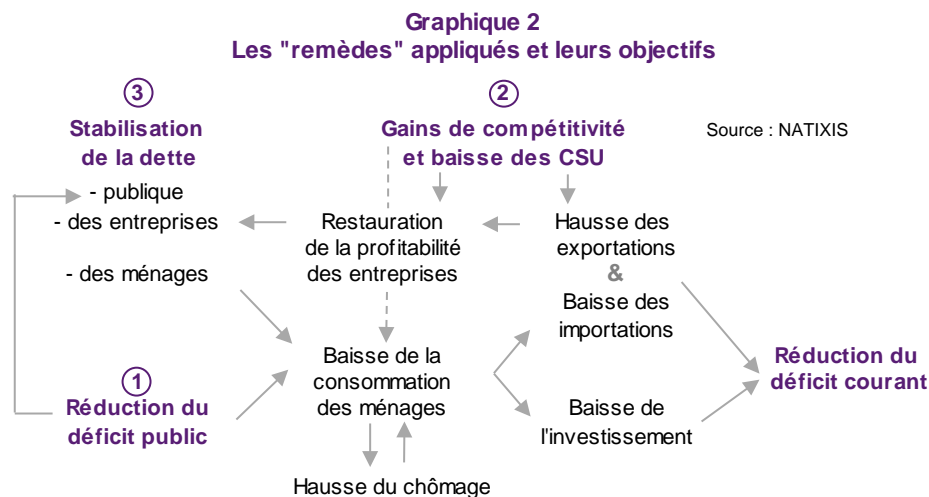 Graphique 2
Les "remèdes" appliqués et leurs objectifs
3
Stabilisation
de la dette
- publique
- des entreprises
- des ménages
2
Gains de compétitivité
et baisse des CSU
Source : NATIXIS
Restauration
de la profitabilité
des entreprises
Hausse des
exportations
&
Baisse des
importations
1
Réduction du
déficit public
Baisse de la
consommation
des ménages
Baisse de
l'investissement
Réduction du
déficit courant
Hausse du chômage